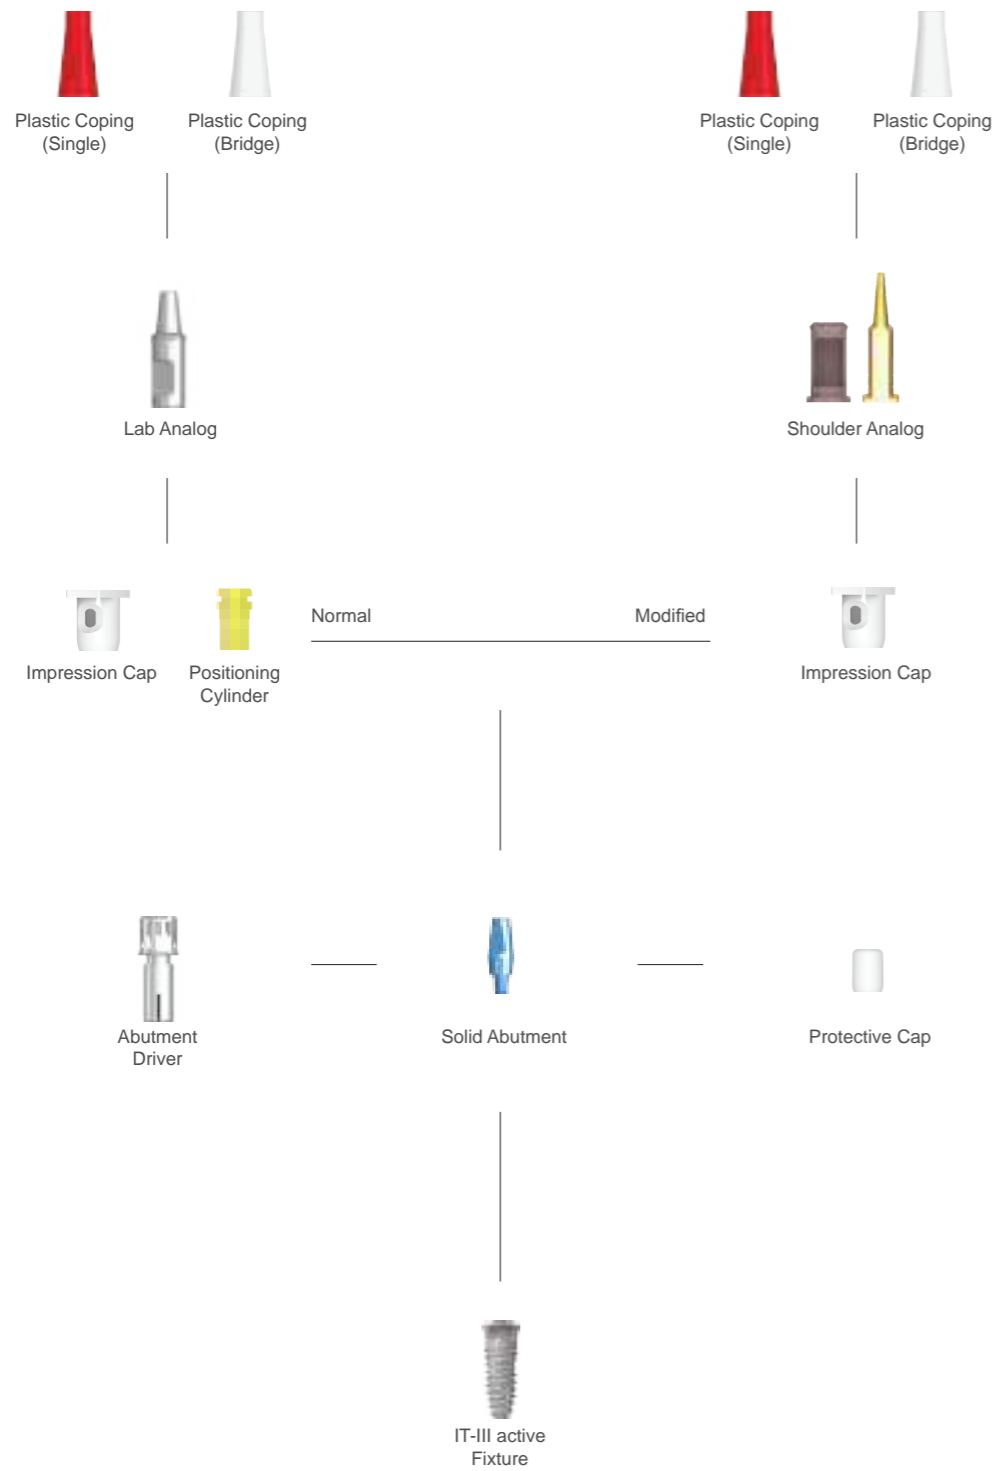 Plastic Coping
(Single)
Plastic Coping
(Bridge)
Plastic Coping
(Single)
Plastic Coping
(Bridge)
Lab Analog
Shoulder Analog
Normal
Modified
Impression Cap
Positioning
Cylinder
Impression Cap
Abutment
Driver
Solid Abutment
Protective Cap
IT-III active
Fixture